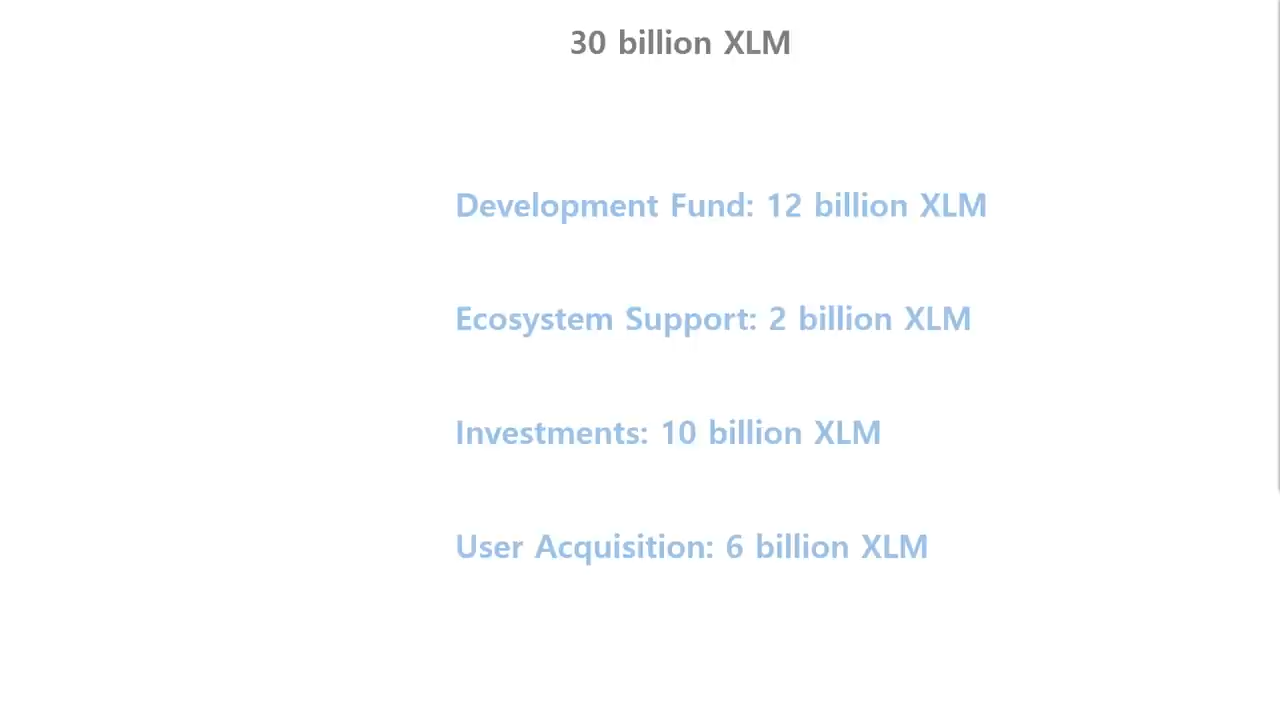 30 billion XLM
Development Fund: 12 billion XLM
Ecosystem Support: 2 billion XLM
Investments: 10 billion XLM
User Acquisition: 6 billion XLM